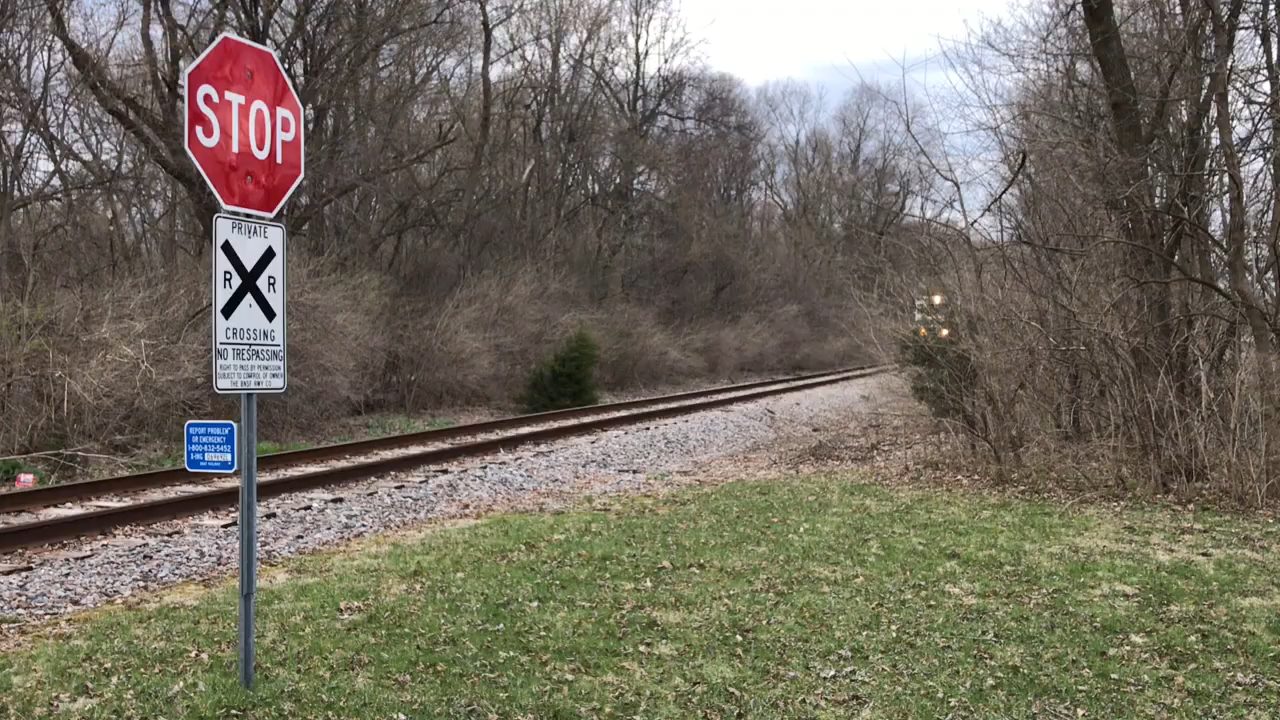 STOP
PRIVATE
R R
CROSSING
NO TRESPASSING
RIGHT TO PASS BY PERMISSION
SUBJECT TO CONTROL OF OWNER
THE BNSF RWY CO
REPORT PROBLEM
OR EMERGENCY
1-800-832-5452
X-ING